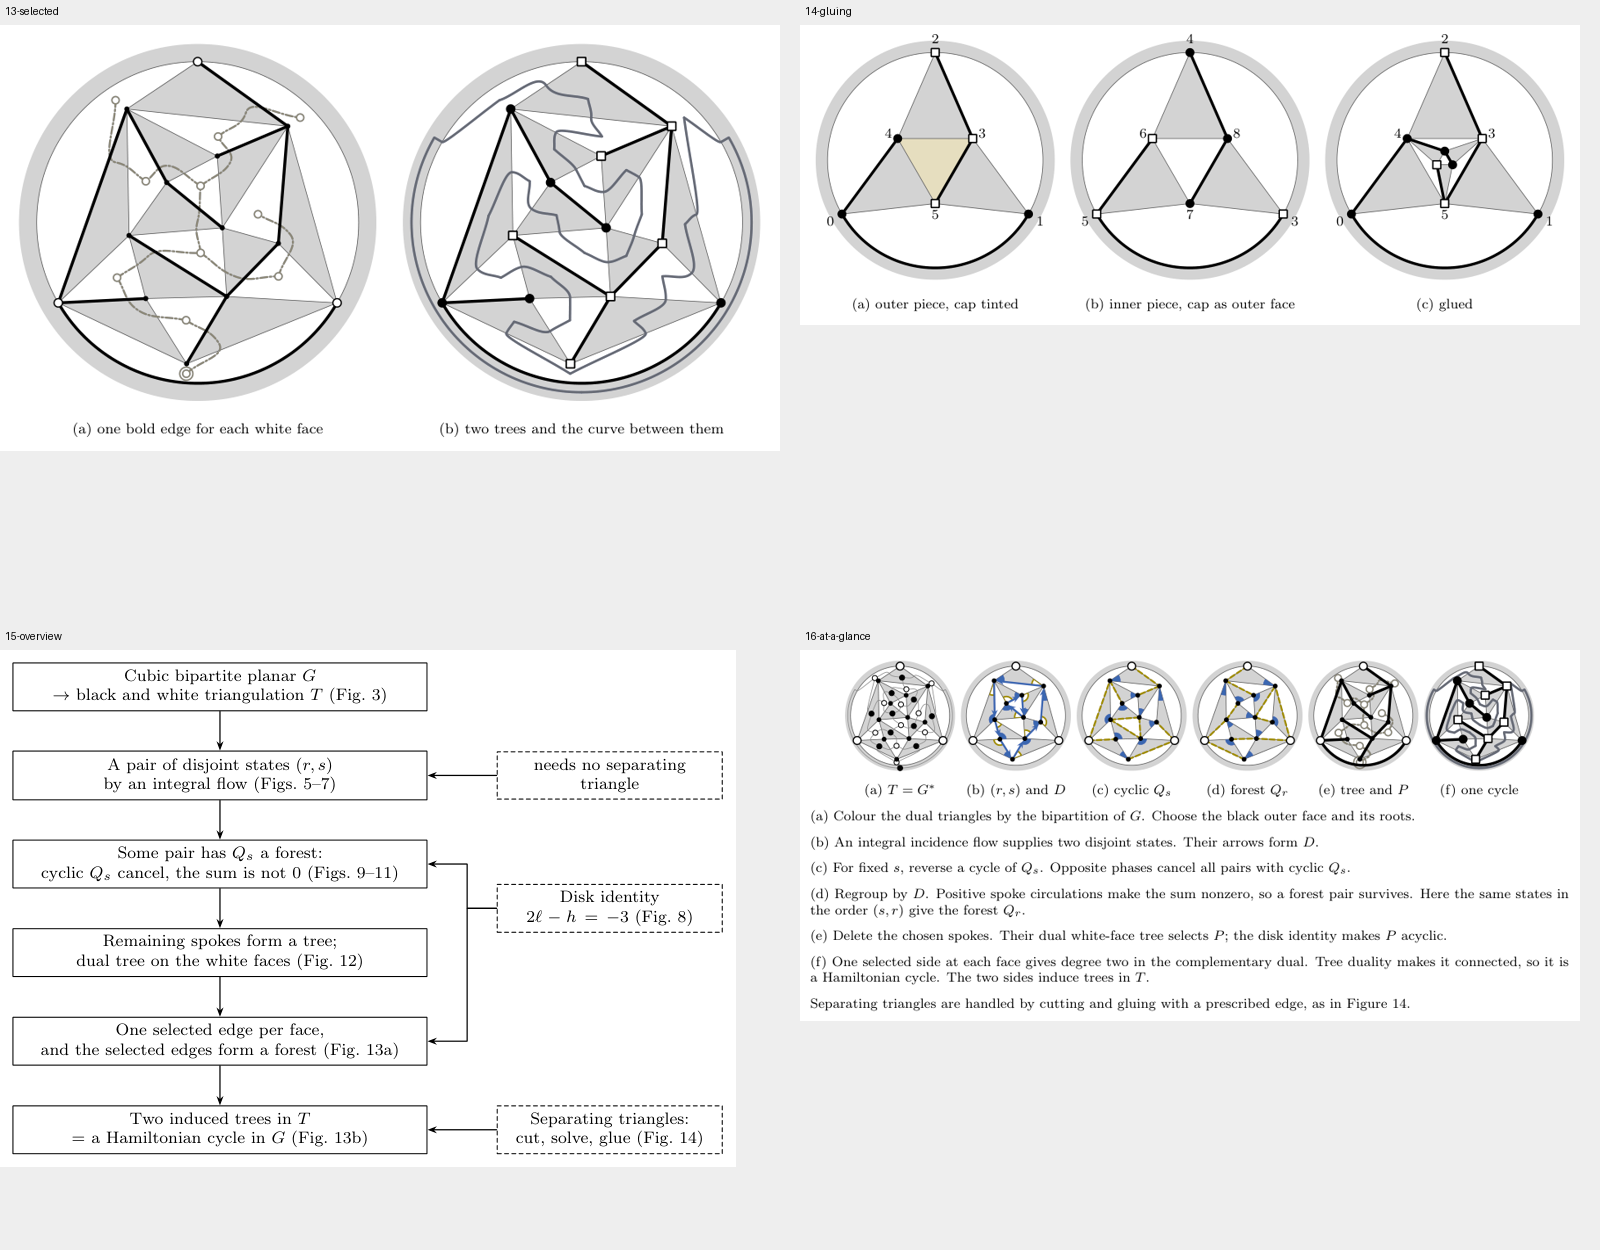 13-selected
(a) one bold edge for each white face
(b) two trees and the curve between them
14-gluing
2
4
3
0
5
1
(a) outer piece, cap tinted
4
6
8
5
7
3
(b) inner piece, cap as outer face
2
4
3
0
5
1
(c) glued
15-overview
Cubic bipartite planar G
→ black and white triangulation T (Fig. 3)
A pair of disjoint states (r, s)
by an integral flow (Figs. 5–7)
needs no separating
triangle
Some pair has Qₛ a forest:
cyclic Qₛ cancel, the sum is not 0 (Figs. 9–11)
Disk identity
2ℓ − h = −3 (Fig. 8)
Remaining spokes form a tree;
dual tree on the white faces (Fig. 12)
One selected edge per face,
and the selected edges form a forest (Fig. 13a)
Two induced trees in T
= a Hamiltonian cycle in G (Fig. 13b)
Separating triangles:
cut, solve, glue (Fig. 14)
16-at-a-glance
(a) T = G*
(b) (r, s) and D
(c) cyclic Qₛ
(d) forest Qᵣ
(e) tree and P
(f) one cycle
(a) Colour the dual triangles by the bipartition of G. Choose the black outer face and its roots.
(b) An integral incidence flow supplies two disjoint states. Their arrows form D.
(c) For fixed s, reverse a cycle of Qₛ. Opposite phases cancel all pairs with cyclic Qₛ.
(d) Regroup by D. Positive spoke circulations make the sum nonzero, so a forest pair survives. Here the same states in
the order (s, r) give the forest Qᵣ.
(e) Delete the chosen spokes. Their dual white-face tree selects P; the disk identity makes P acyclic.
(f) One selected side at each face gives degree two in the complementary dual. Tree duality makes it connected, so it is
a Hamiltonian cycle. The two sides induce trees in T.
Separating triangles are handled by cutting and gluing with a prescribed edge, as in Figure 14.